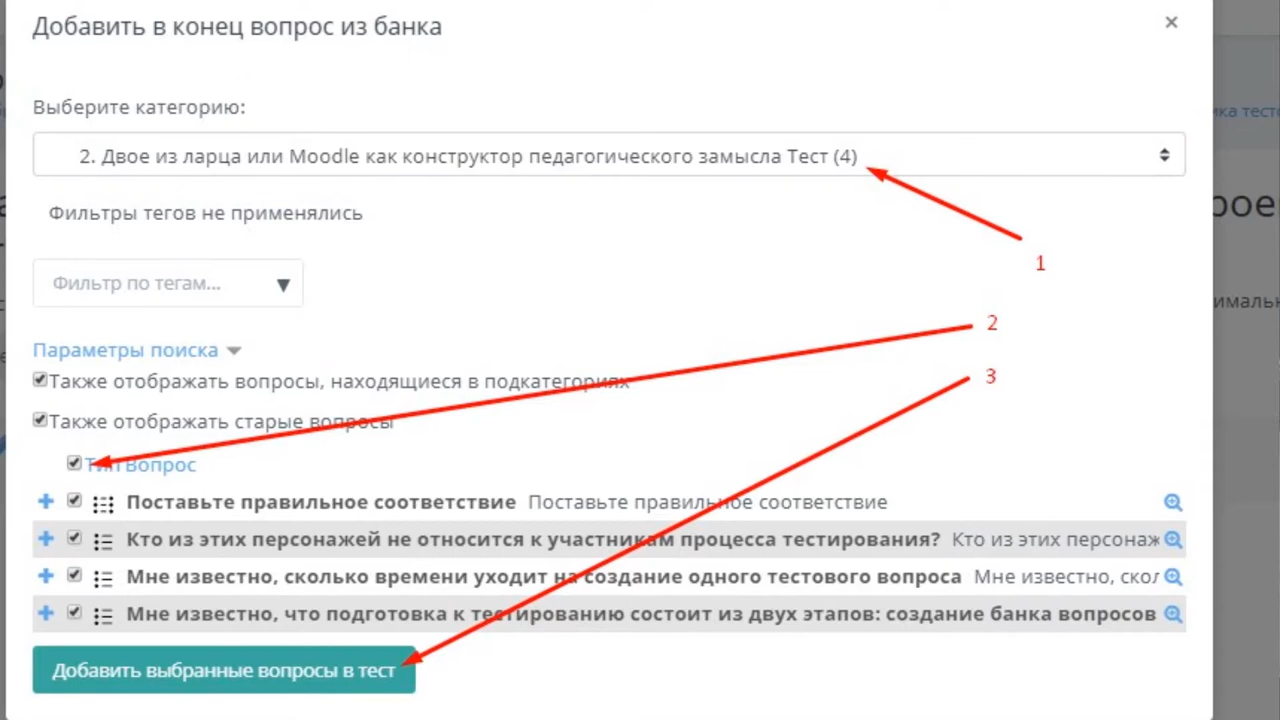 Добавить в конец вопрос из банка
×
Выберите категорию:
2. Двое из ларца или Moodle как конструктор педагогического замысла Тест (4)
Фильтры тегов не применялись
1
Фильтр по тегам...
2
Параметры поиска
3
Также отображать вопросы, находящиеся в подкатегориях
Также отображать старые вопросы
Тип Вопрос
Поставьте правильное соответствие Поставьте правильное соответствие
Кто из этих персонажей не относится к участникам процесса тестирования? Кто из этих персонаж
Мне известно, сколько времени уходит на создание одного тестового вопроса Мне известно, скол
Мне известно, что подготовка к тестированию состоит из двух этапов: создание банка вопросов
Добавить выбранные вопросы в тест